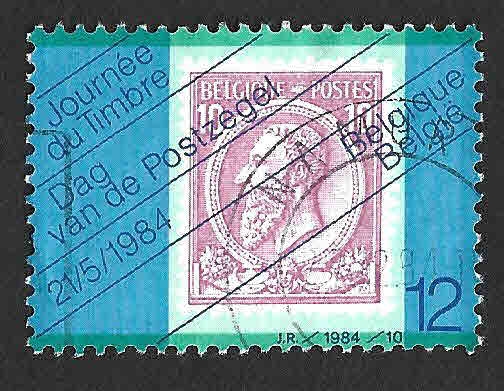 Journée
du Timbre
Dag
van de Postzegel
21/5/1984
BELGIQUE POSTES
10 10
Belgique
België
12
J.R. / 1984 / 10